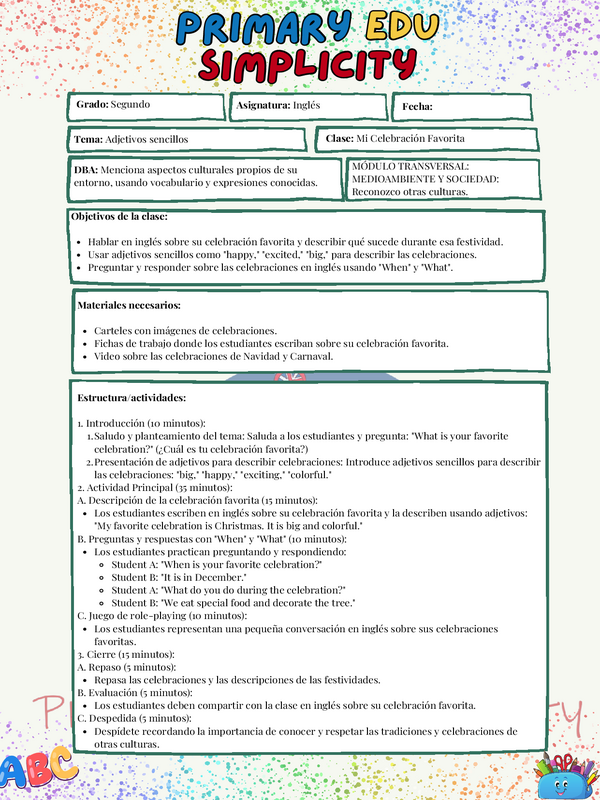 PRIMARY EDU
SIMPLICITY
Grado: Segundo
Asignatura: Inglés
Fecha:
Tema: Adjetivos sencillos
Clase: Mi Celebración Favorita
DBA: Menciona aspectos culturales propios de su
entorno, usando vocabulario y expresiones conocidas.
MÓDULO TRANSVERSAL:
MEDIOAMBIENTE Y SOCIEDAD:
Reconozco otras culturas.
Objetivos de la clase:
• Hablar en inglés sobre su celebración favorita y describir qué sucede durante esa festividad.
• Usar adjetivos sencillos como "happy," "excited," "big," para describir las celebraciones.
• Preguntar y responder sobre las celebraciones en inglés usando "When" y "What".
Materiales necesarios:
• Carteles con imágenes de celebraciones.
• Fichas de trabajo donde los estudiantes escriban sobre su celebración favorita.
• Video sobre las celebraciones de Navidad y Carnaval.
Estructura/actividades:
1. Introducción (10 minutos):
1. Saludo y planteamiento del tema: Saluda a los estudiantes y pregunta: "What is your favorite
celebration?" (¿Cuál es tu celebración favorita?)
2. Presentación de adjetivos para describir celebraciones: Introduce adjetivos sencillos para describir
las celebraciones: "big," "happy," "exciting," "colorful."
2. Actividad Principal (35 minutos):
A. Descripción de la celebración favorita (15 minutos):
• Los estudiantes escriben en inglés sobre su celebración favorita y la describen usando adjetivos:
"My favorite celebration is Christmas. It is big and colorful."
B. Preguntas y respuestas con "When" y "What" (10 minutos):
• Los estudiantes practican preguntando y respondiendo:
○ Student A: "When is your favorite celebration?"
○ Student B: "It is in December."
○ Student A: "What do you do during the celebration?"
○ Student B: "We eat special food and decorate the tree."
C. Juego de role-playing (10 minutos):
• Los estudiantes representan una pequeña conversación en inglés sobre sus celebraciones
favoritas.
3. Cierre (15 minutos):
A. Repaso (5 minutos):
• Repasa las celebraciones y las descripciones de las festividades.
B. Evaluación (5 minutos):
• Los estudiantes deben compartir con la clase en inglés sobre su celebración favorita.
C. Despedida (5 minutos):
• Despídete recordando la importancia de conocer y respetar las tradiciones y celebraciones de
otras culturas.
ABC